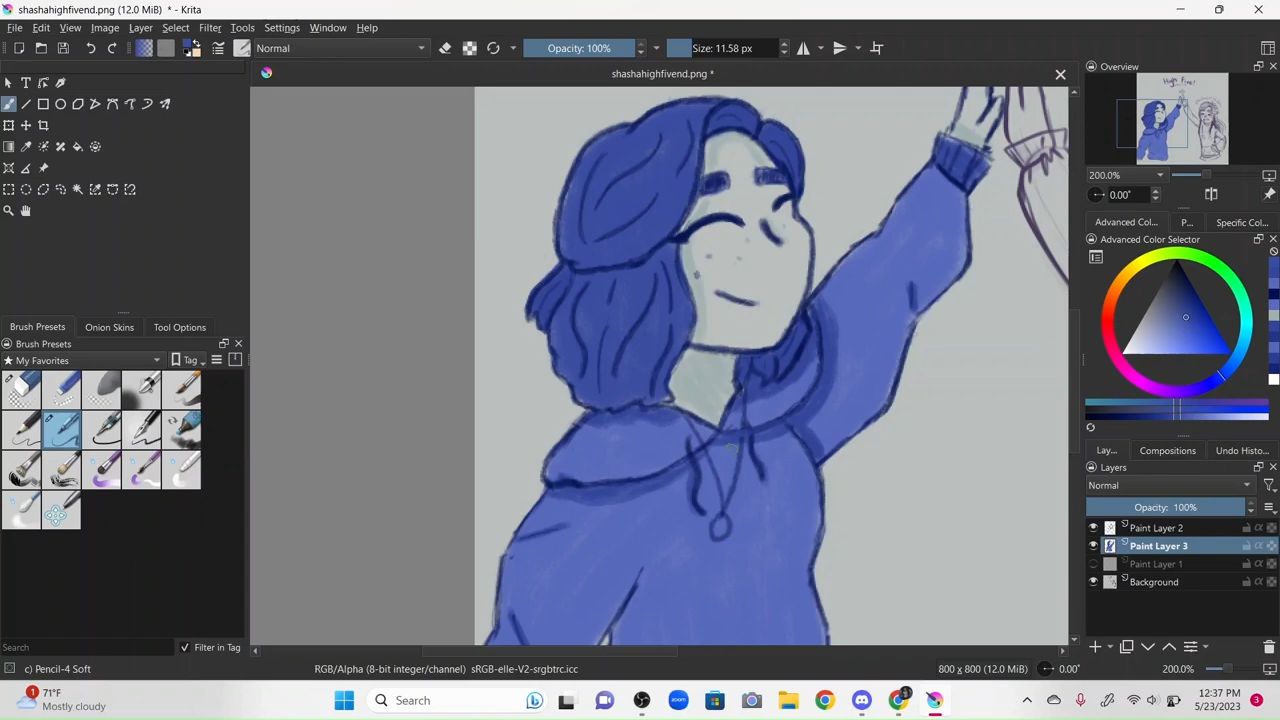 shashahighfivend.png (12.0 MiB) * - Krita
File Edit View Image Layer Select Filter Tools Settings Window Help
Normal Opacity: 100% Size: 11.58 px
shashahighfivend.png *
Overview
High Five!
200.0%
0.00°
Advanced Col... P... Specific Col...
Advanced Color Selector
Brush Presets Onion Skins Tool Options
Brush Presets
My Favorites Tag
Lay... Compositions Undo Histo...
Layers
Normal
Opacity: 100%
Paint Layer 2
Paint Layer 3
Paint Layer 1
Background
Search Filter in Tag
c) Pencil-4 Soft RGB/Alpha (8-bit integer/channel) sRGB-elle-V2-srgbtrc.icc 800 x 800 (12.0 MiB) 0.00° 200.0%
1 71°F
Mostly cloudy
Search
zoom
12:37 PM
5/23/2023
3